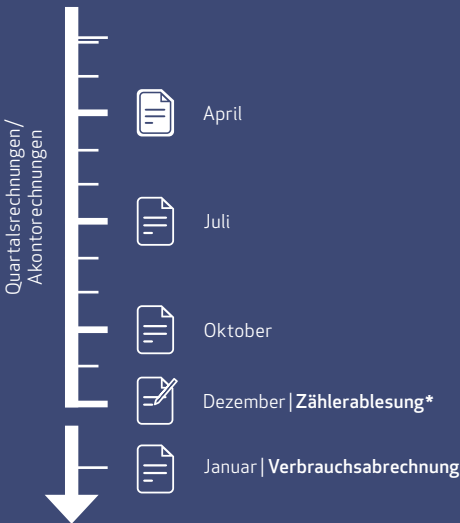 Quartalsrechnungen/
Akontorechnungen
April
Juli
Oktober
Dezember|Zählerablesung*
Januar|Verbrauchsabrechnung